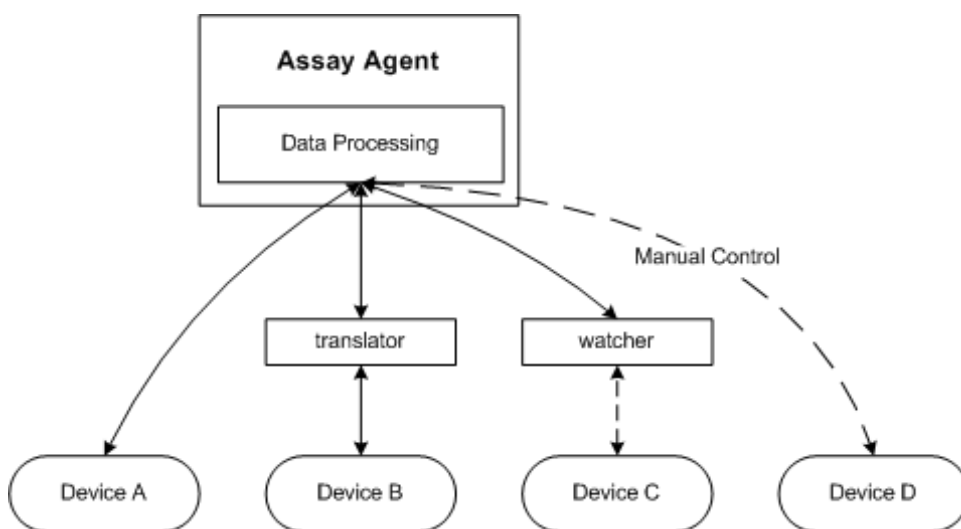 Assay Agent
Data Processing
Manual Control
translator
watcher
Device A
Device B
Device C
Device D